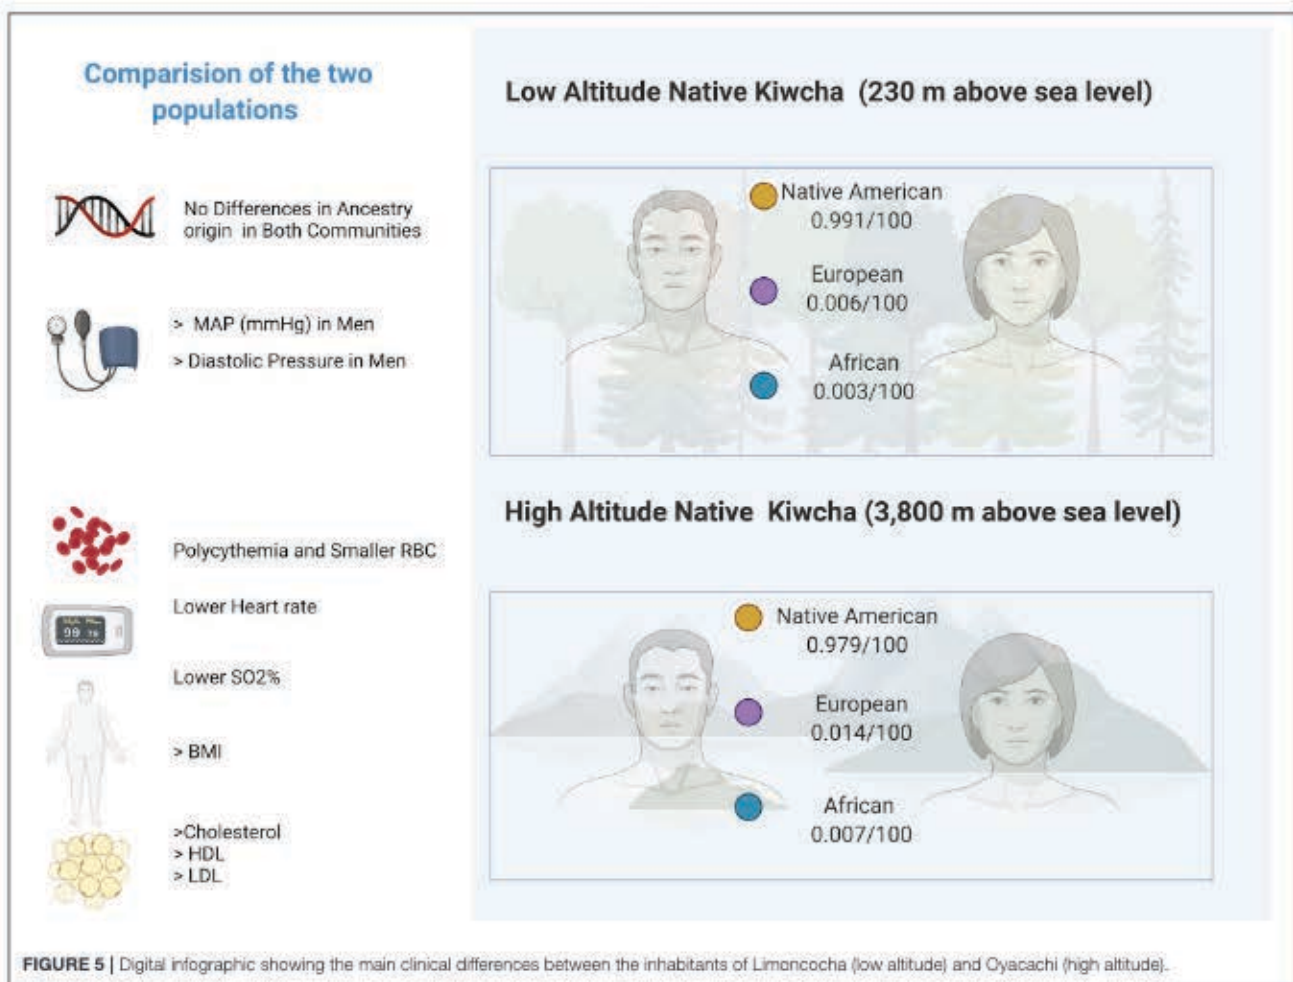 Comparision of the two
populations
No Differences in Ancestry
origin in Both Communities
> MAP (mmHg) in Men
> Diastolic Pressure in Men
Polycythemia and Smaller RBC
Lower Heart rate
Lower SO2%
> BMI
>Cholesterol
> HDL
> LDL
Low Altitude Native Kiwcha (230 m above sea level)
Native American
0.991/100
European
0.006/100
African
0.003/100
High Altitude Native Kiwcha (3,800 m above sea level)
Native American
0.979/100
European
0.014/100
African
0.007/100
FIGURE 5 | Digital infographic showing the main clinical differences between the inhabitants of Limoncocha (low altitude) and Oyacachi (high altitude).